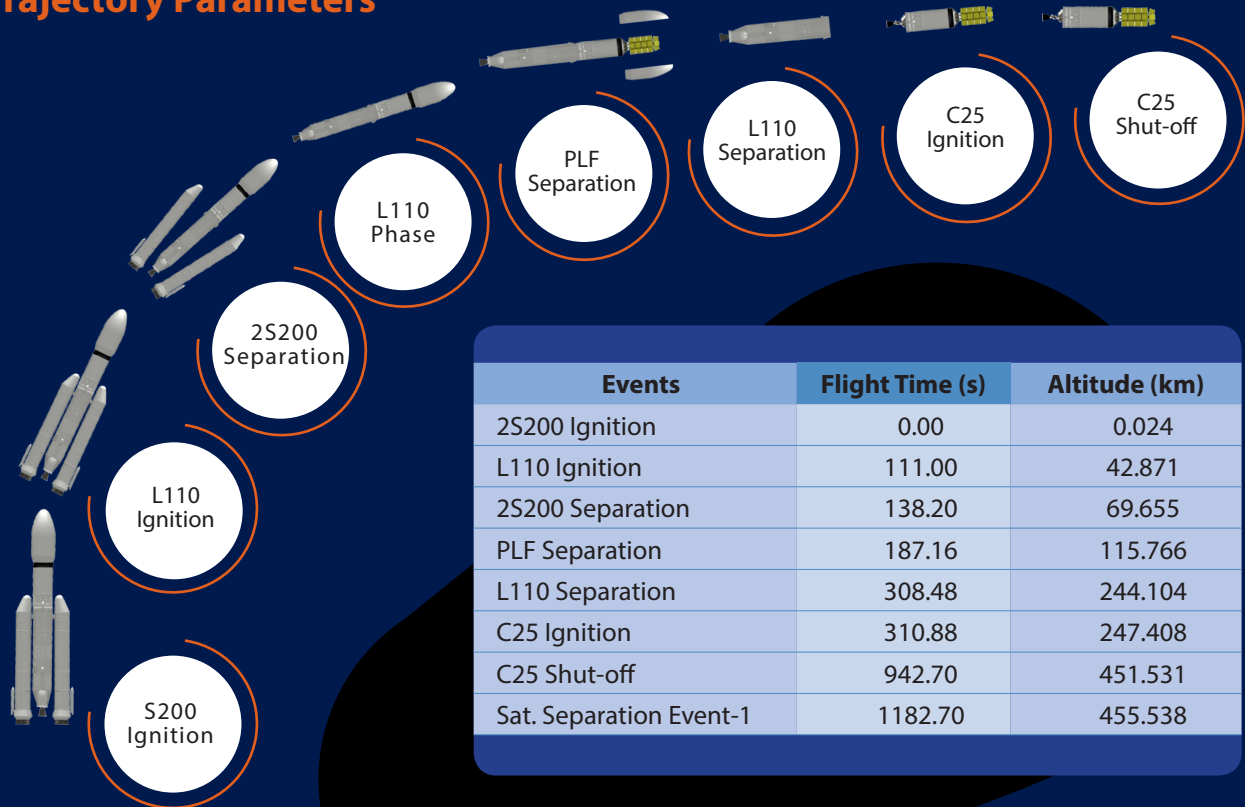 Trajectory Parameters
C25
Shut-off
C25
Ignition
L110
Separation
PLF
Separation
L110
Phase
2S200
Separation
L110
Ignition
S200
Ignition
Events Flight Time (s) Altitude (km)
2S200 Ignition 0.00 0.024
L110 Ignition 111.00 42.871
2S200 Separation 138.20 69.655
PLF Separation 187.16 115.766
L110 Separation 308.48 244.104
C25 Ignition 310.88 247.408
C25 Shut-off 942.70 451.531
Sat. Separation Event-1 1182.70 455.538